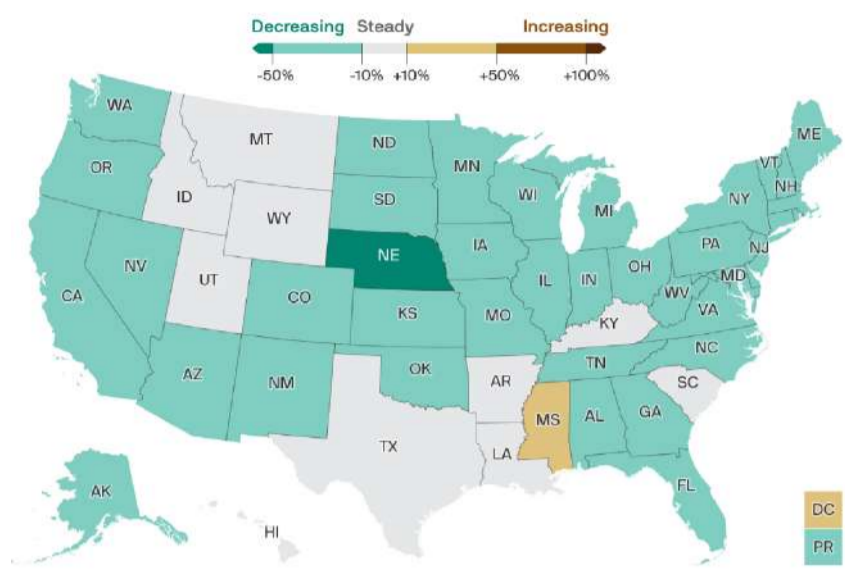 Decreasing Steady Increasing
-50% -10% +10% +50% +100%
WA
MT
ND
MN
ME
OR
ID
WY
SD
WI
MI
NY
VT
NH
NV
UT
NE
IA
PA
NJ
CA
CO
KS
MO
IL
IN
OH
WV
MD
VA
KY
NC
AZ
NM
OK
AR
TN
SC
TX
LA
MS
AL
GA
FL
AK
HI
DC
PR